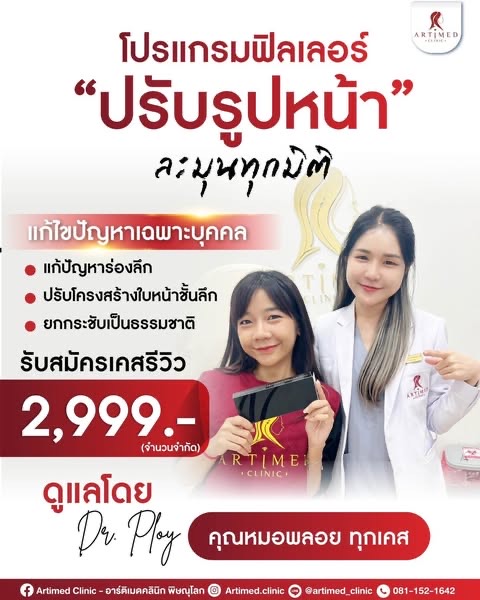 ARTIMED
CLINIC
โปรแกรมฟิลเลอร์
“ปรับรูปหน้า”
ละมุนทุกมิติ
แก้ไขปัญหาเฉพาะบุคคล
แก้ปัญหาร่องลึก
ปรับโครงสร้างใบหน้าชั้นลึก
ยกกระชับเป็นธรรมชาติ
รับสมัครเคสรีวิว
2,999.-
(จำนวนจำกัด)
ARTIMED
CLINIC
ดูแลโดย
Dr. Ploy
คุณหมอพลอย ทุกเคส
Artimed Clinic - อาร์ติเมดคลินิก พิษณุโลก
Artimed.clinic
@artimed_clinic
081-152-1642